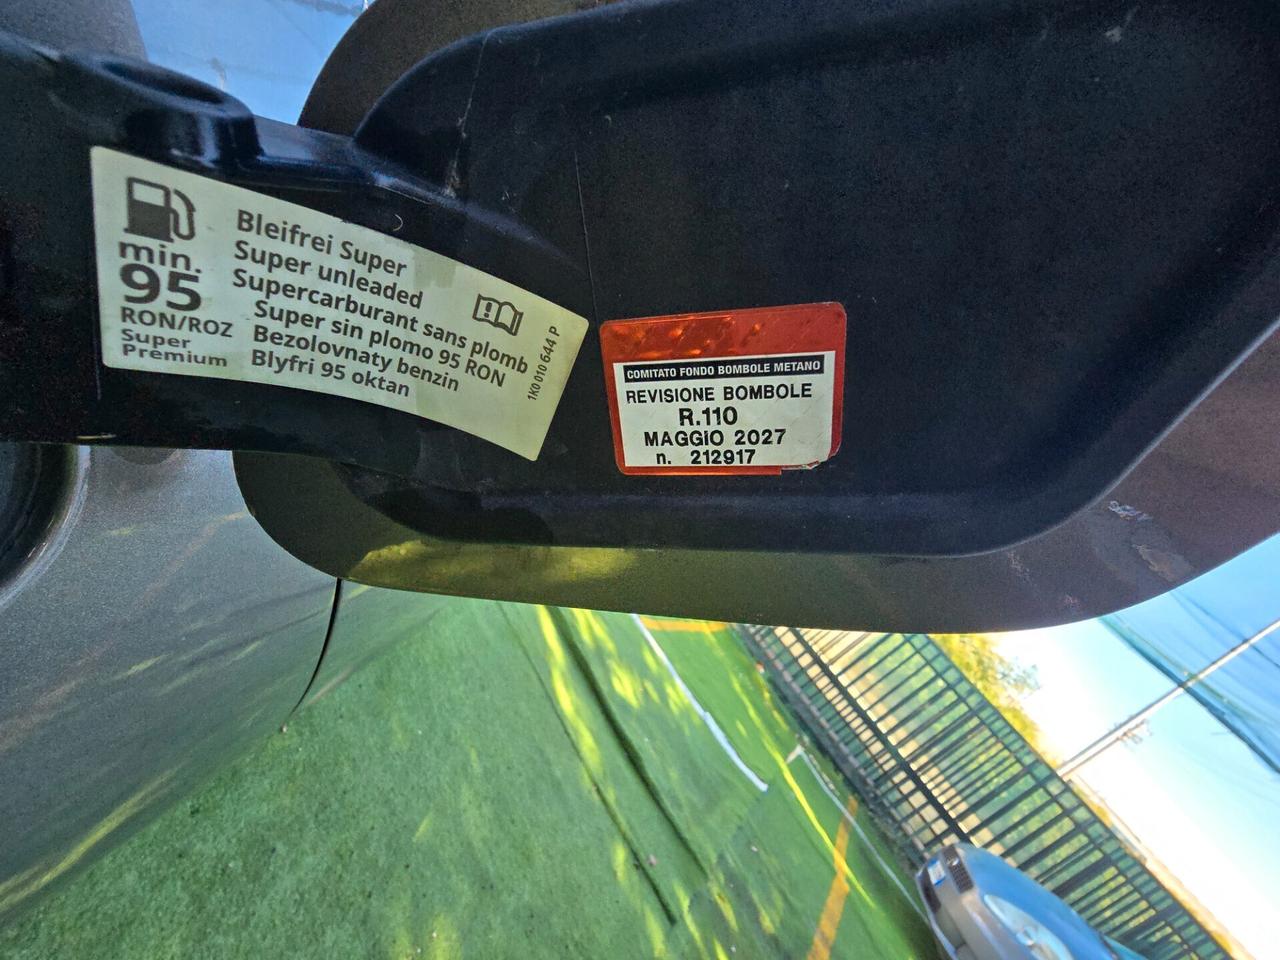 min.
95
RON/ROZ
Super
Premium
Bleifrei Super
Super unleaded
Supercarburant sans plomb
Super sin plomo 95 RON
Bezolovnaty benzin
Blyfri 95 oktan
1K0 010 644 P
COMITATO FONDO BOMBOLE METANO
REVISIONE BOMBOLE
R.110
MAGGIO 2027
n. 212917